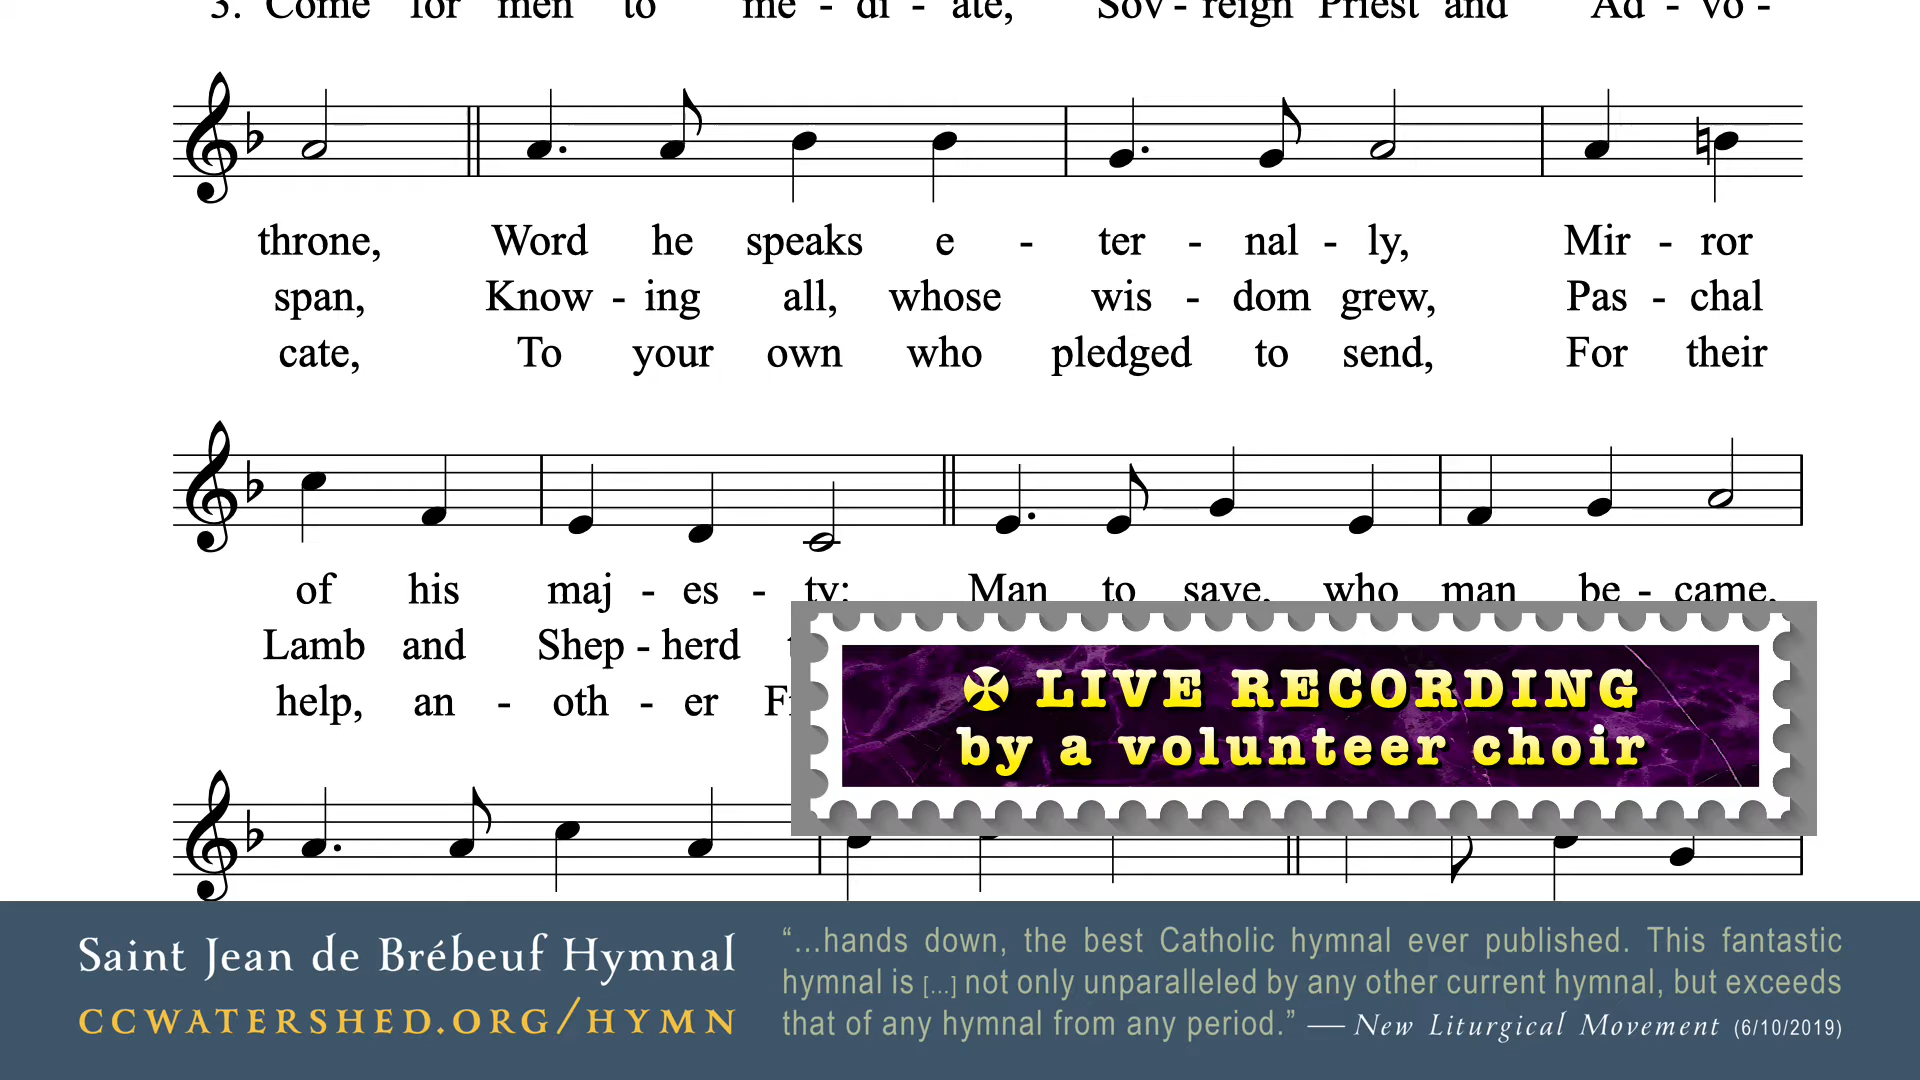 3. Come for men to me - di - ate, Sov - reign Priest and Ad - vo -
throne, Word he speaks e - ter - nal - ly, Mir - ror
span, Know - ing all, whose wis - dom grew, Pas - chal
cate, To your own who pledged to send, For their
of his maj - es - ty: Man to save, who man be - came,
Lamb and Shep - herd
help, an - oth - er
✠ LIVE RECORDING
by a volunteer choir
Saint Jean de Brébeuf Hymnal
CCWATERSHED.ORG/HYMN
“...hands down, the best Catholic hymnal ever published. This fantastic
hymnal is [...] not only unparalleled by any other current hymnal, but exceeds
that of any hymnal from any period.” — New Liturgical Movement (6/10/2019)